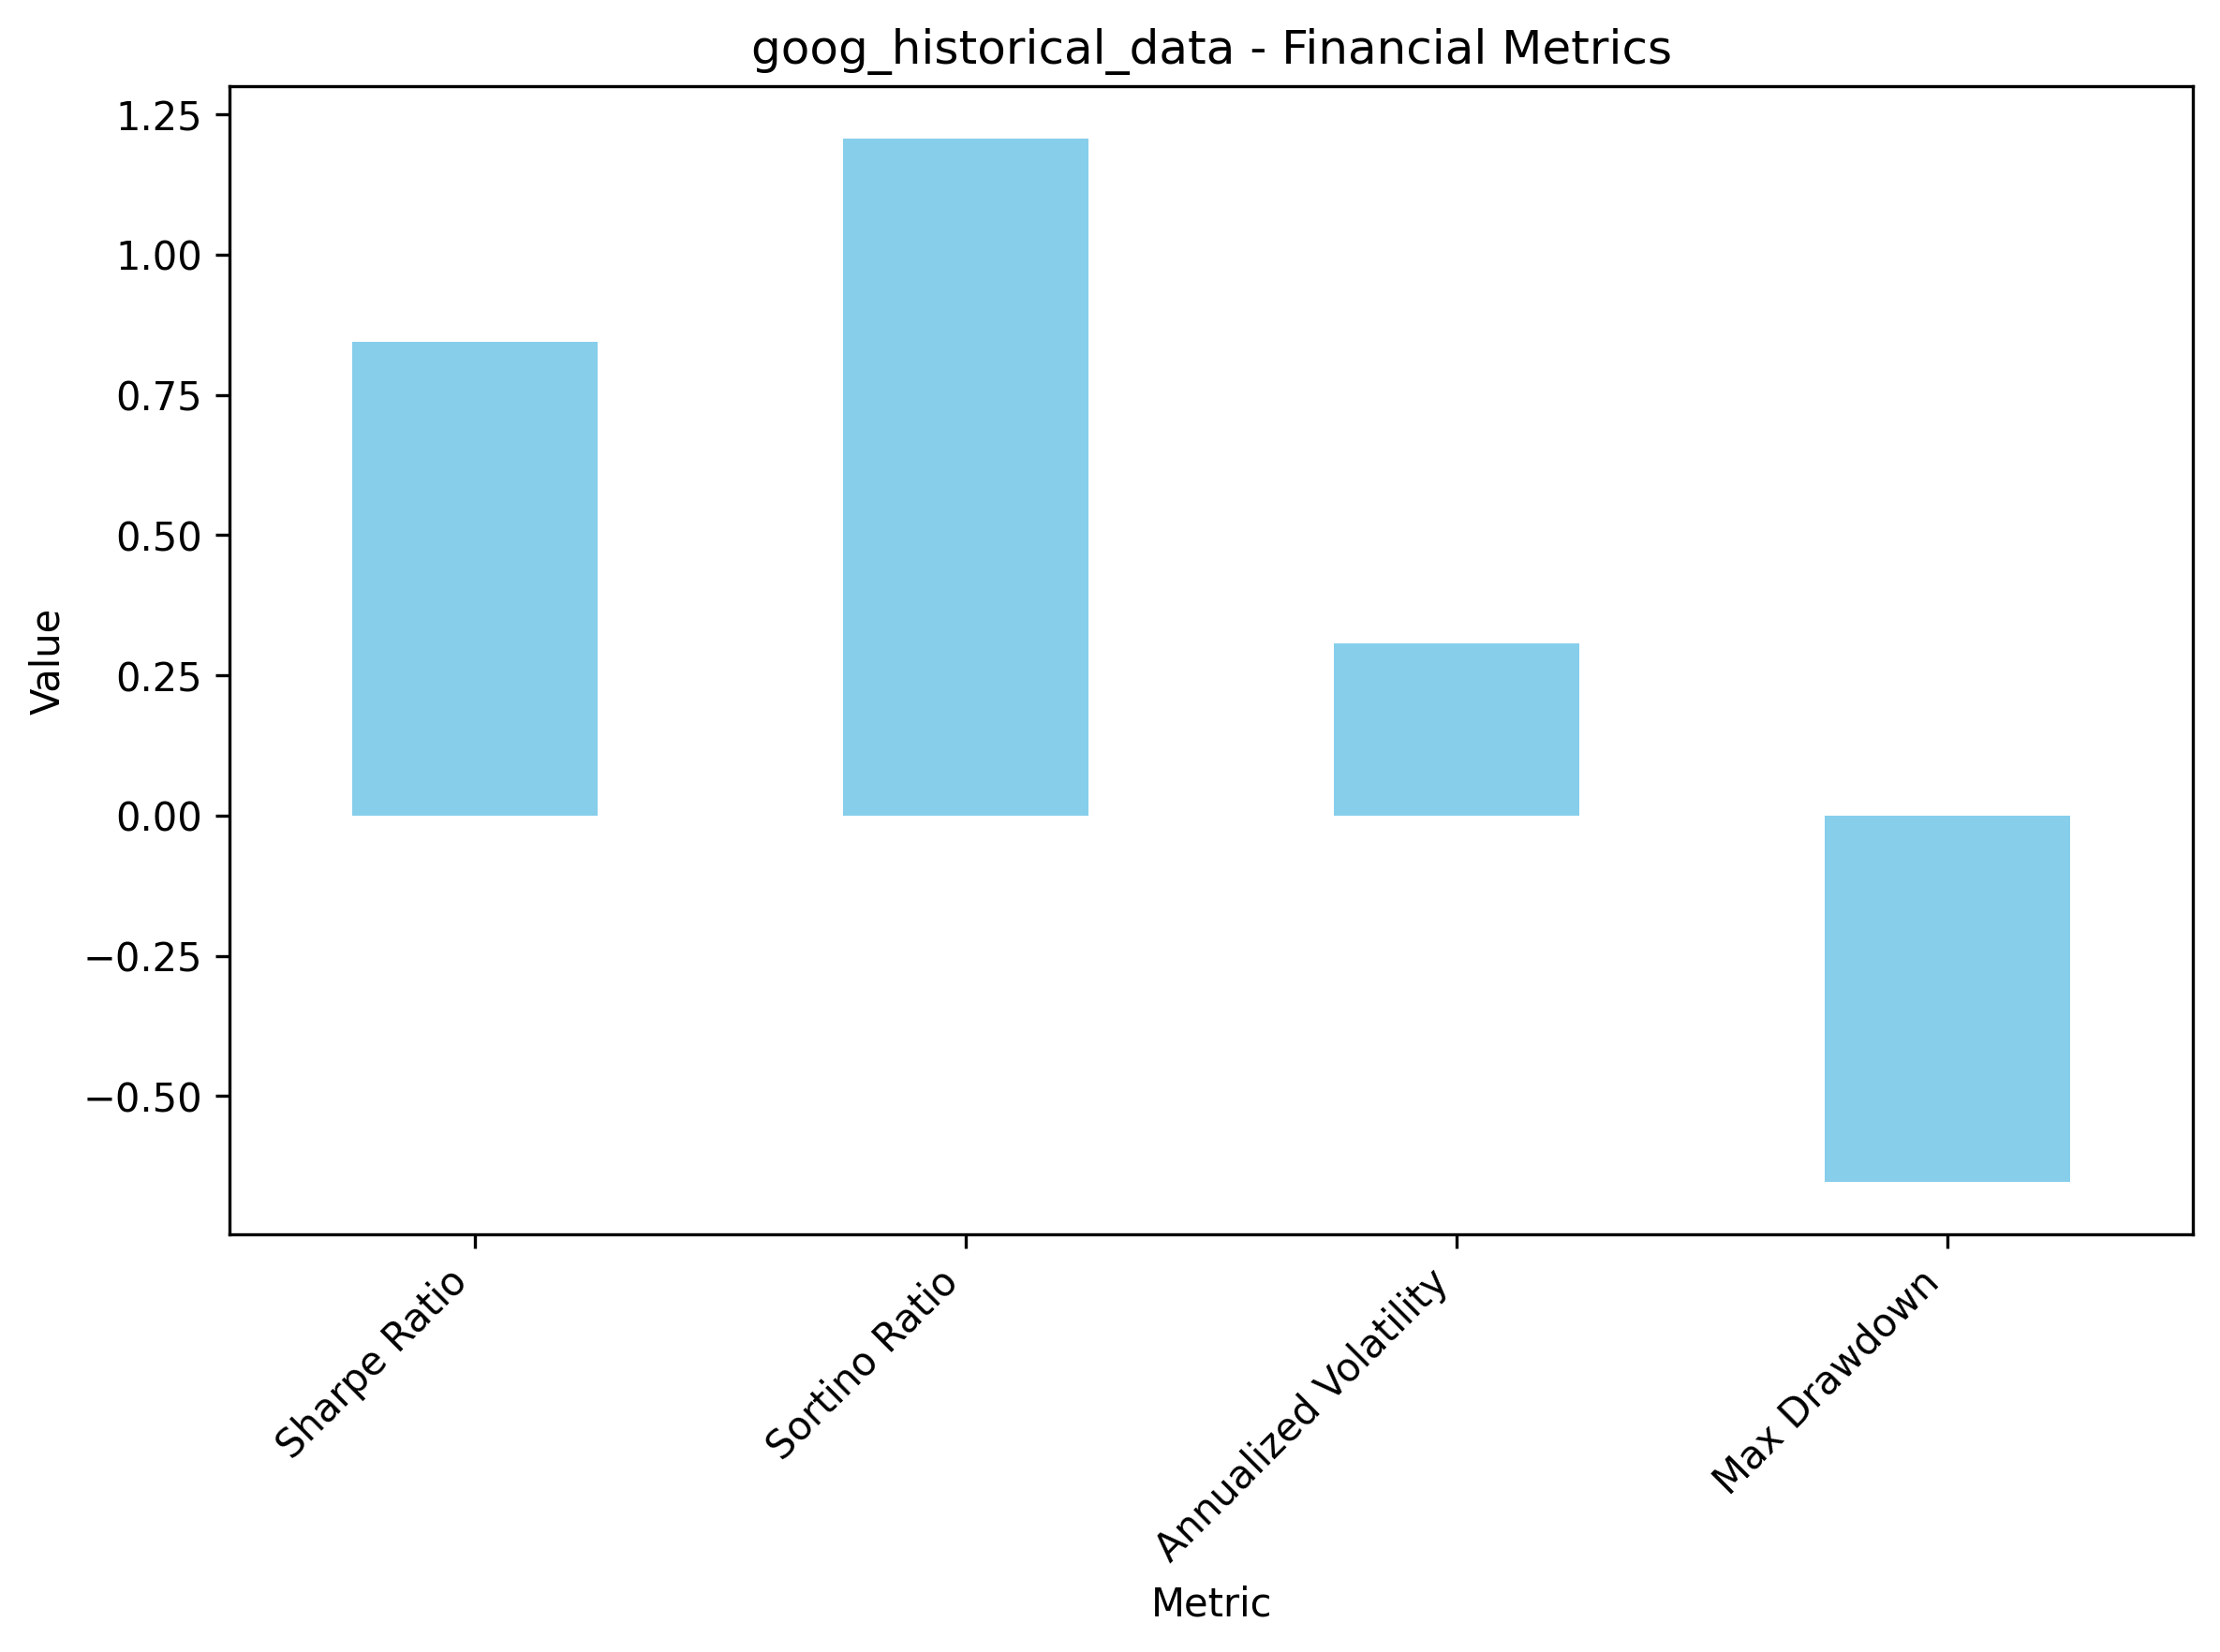 goog_historical_data - Financial Metrics
1.25
1.00
0.75
0.50
0.25
0.00
−0.25
−0.50
Value
Sharpe Ratio
Sortino Ratio
Annualized Volatility
Max Drawdown
Metric